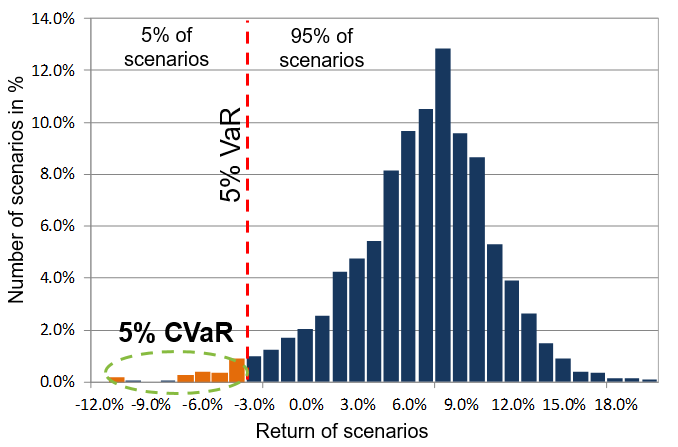 14.0%
12.0%
10.0%
8.0%
6.0%
4.0%
2.0%
0.0%
Number of scenarios in %
5% of
scenarios
95% of
scenarios
5% VaR
5% CVaR
-12.0% -9.0% -6.0% -3.0% 0.0% 3.0% 6.0% 9.0% 12.0% 15.0% 18.0%
Return of scenarios